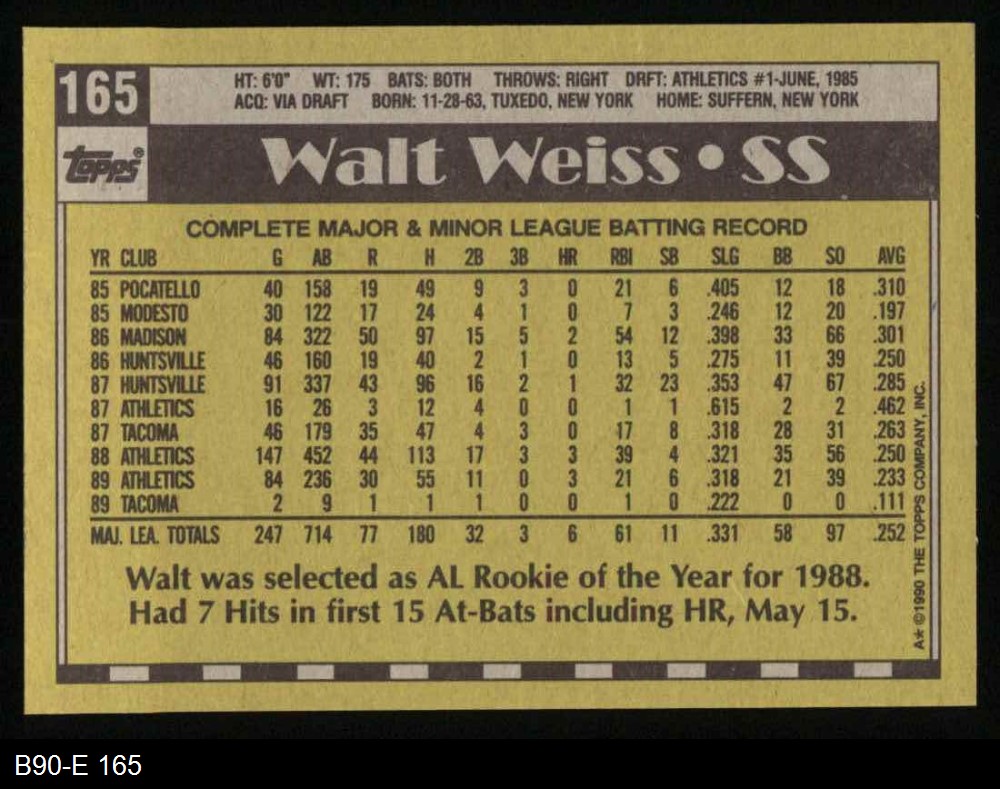 165
HT: 6'0" WT: 175 BATS: BOTH THROWS: RIGHT DRFT: ATHLETICS #1-JUNE, 1985
ACQ: VIA DRAFT BORN: 11-28-63, TUXEDO, NEW YORK HOME: SUFFERN, NEW YORK
topps®
Walt Weiss • SS
COMPLETE MAJOR & MINOR LEAGUE BATTING RECORD
YR CLUB G AB R H 2B 3B HR RBI SB SLG BB SO AVG
85 POCATELLO 40 158 19 49 9 3 0 21 6 .405 12 18 .310
85 MODESTO 30 122 17 24 4 1 0 7 3 .246 12 20 .197
86 MADISON 84 322 50 97 15 5 2 54 12 .398 33 66 .301
86 HUNTSVILLE 46 160 19 40 2 1 0 13 5 .275 11 39 .250
87 HUNTSVILLE 91 337 43 96 16 2 1 32 23 .353 47 67 .285
87 ATHLETICS 16 26 3 12 4 0 0 1 1 .615 2 2 .462
87 TACOMA 46 179 35 47 4 3 0 17 8 .318 28 31 .263
88 ATHLETICS 147 452 44 113 17 3 3 39 4 .321 35 56 .250
89 ATHLETICS 84 236 30 55 11 0 3 21 6 .318 21 39 .233
89 TACOMA 2 9 1 1 1 0 0 1 0 .222 0 0 .111
MAJ. LEA. TOTALS 247 714 77 180 32 3 6 61 11 .331 58 97 .252
Walt was selected as AL Rookie of the Year for 1988.
Had 7 Hits in first 15 At-Bats including HR, May 15.
A* ©1990 THE TOPPS COMPANY, INC.
B90-E 165